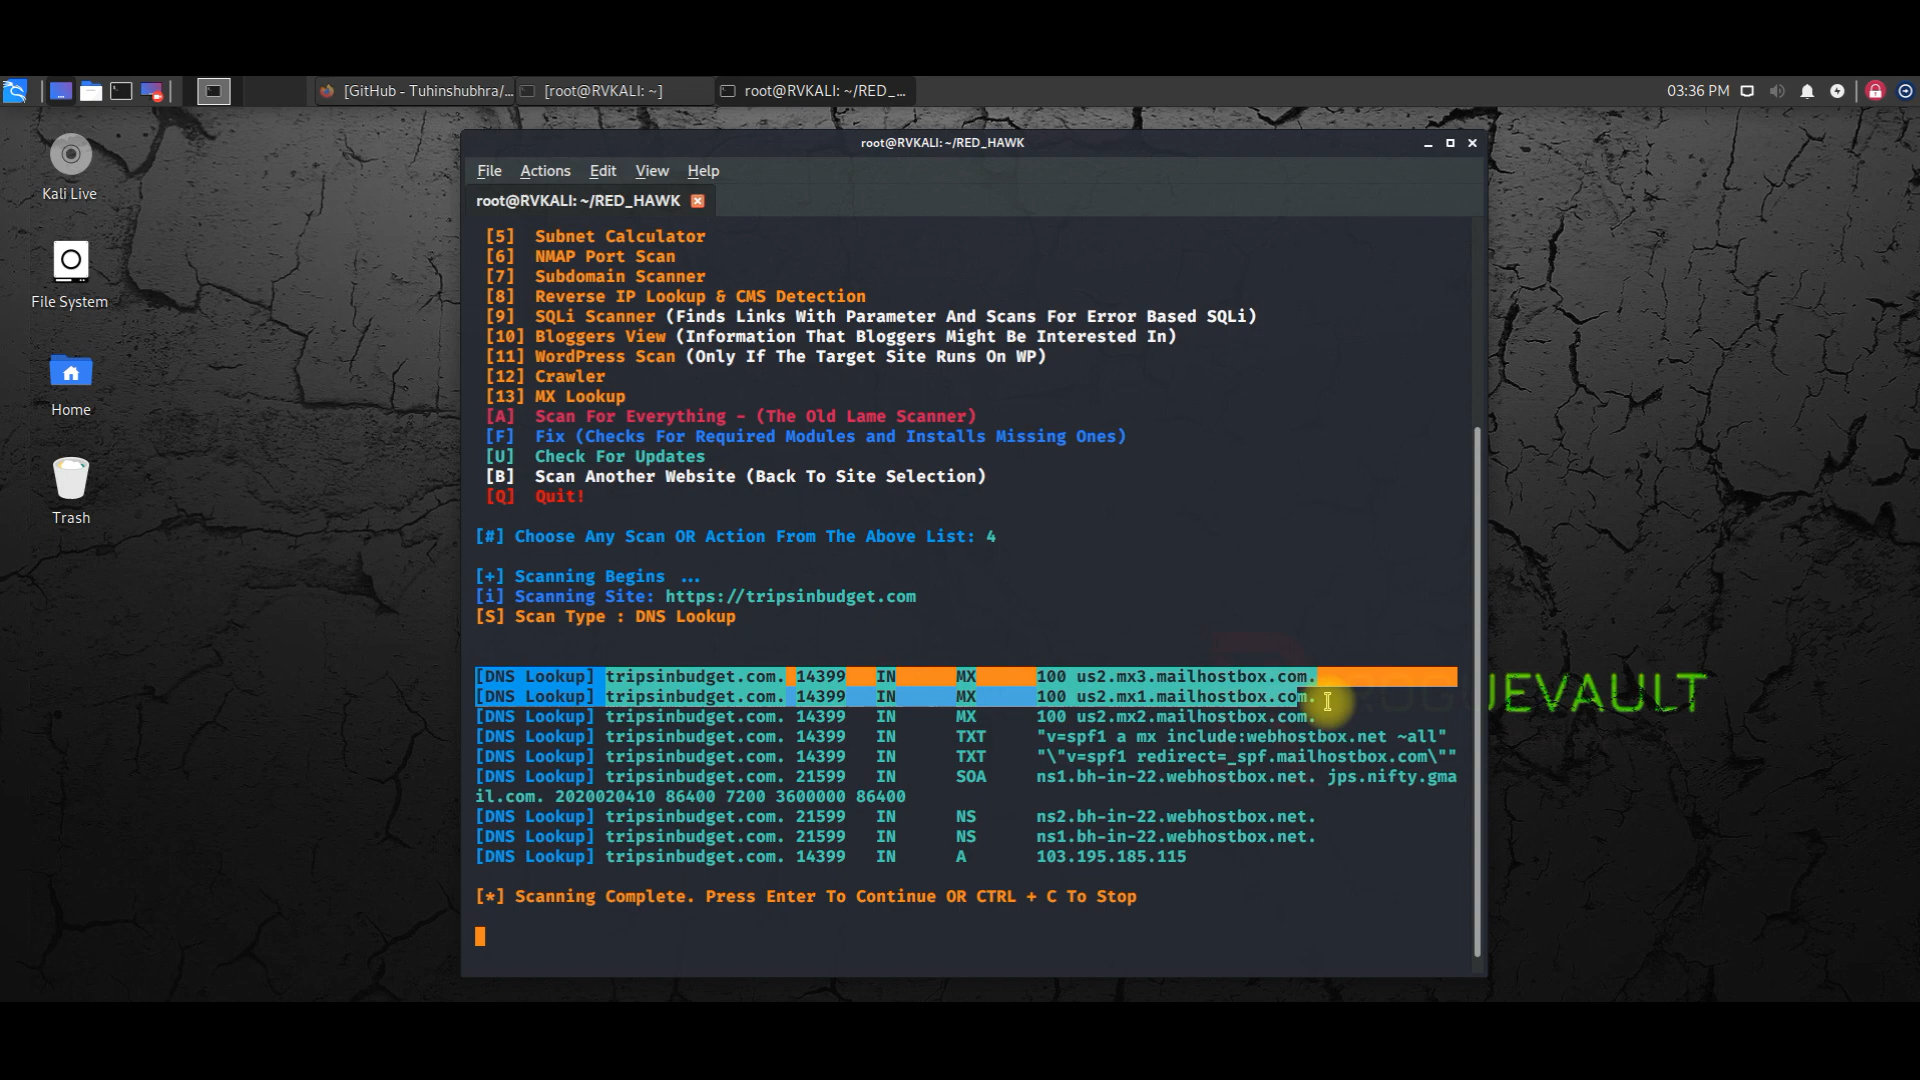 [GitHub - Tuhinshubhra/...
[root@RVKALI: ~]
root@RVKALI: ~/RED_...
03:36 PM
Kali Live
File System
Home
Trash
root@RVKALI: ~/RED_HAWK
File Actions Edit View Help
root@RVKALI: ~/RED_HAWK
[5] Subnet Calculator
[6] NMAP Port Scan
[7] Subdomain Scanner
[8] Reverse IP Lookup & CMS Detection
[9] SQLi Scanner (Finds Links With Parameter And Scans For Error Based SQLi)
[10] Bloggers View (Information That Bloggers Might Be Interested In)
[11] WordPress Scan (Only If The Target Site Runs On WP)
[12] Crawler
[13] MX Lookup
[A] Scan For Everything - (The Old Lame Scanner)
[F] Fix (Checks For Required Modules and Installs Missing Ones)
[U] Check For Updates
[B] Scan Another Website (Back To Site Selection)
[Q] Quit!
[#] Choose Any Scan OR Action From The Above List: 4
[+] Scanning Begins ...
[i] Scanning Site: https://tripsinbudget.com
[S] Scan Type : DNS Lookup
[DNS Lookup] tripsinbudget.com. 14399 IN MX 100 us2.mx3.mailhostbox.com.
[DNS Lookup] tripsinbudget.com. 14399 IN MX 100 us2.mx1.mailhostbox.com.
[DNS Lookup] tripsinbudget.com. 14399 IN MX 100 us2.mx2.mailhostbox.com.
[DNS Lookup] tripsinbudget.com. 14399 IN TXT "v=spf1 a mx include:webhostbox.net ~all"
[DNS Lookup] tripsinbudget.com. 14399 IN TXT "\"v=spf1 redirect=_spf.mailhostbox.com\""
[DNS Lookup] tripsinbudget.com. 21599 IN SOA ns1.bh-in-22.webhostbox.net. jps.nifty.gma
il.com. 2020020410 86400 7200 3600000 86400
[DNS Lookup] tripsinbudget.com. 21599 IN NS ns2.bh-in-22.webhostbox.net.
[DNS Lookup] tripsinbudget.com. 21599 IN NS ns1.bh-in-22.webhostbox.net.
[DNS Lookup] tripsinbudget.com. 14399 IN A 103.195.185.115
[*] Scanning Complete. Press Enter To Continue OR CTRL + C To Stop
ROGUEVAULT